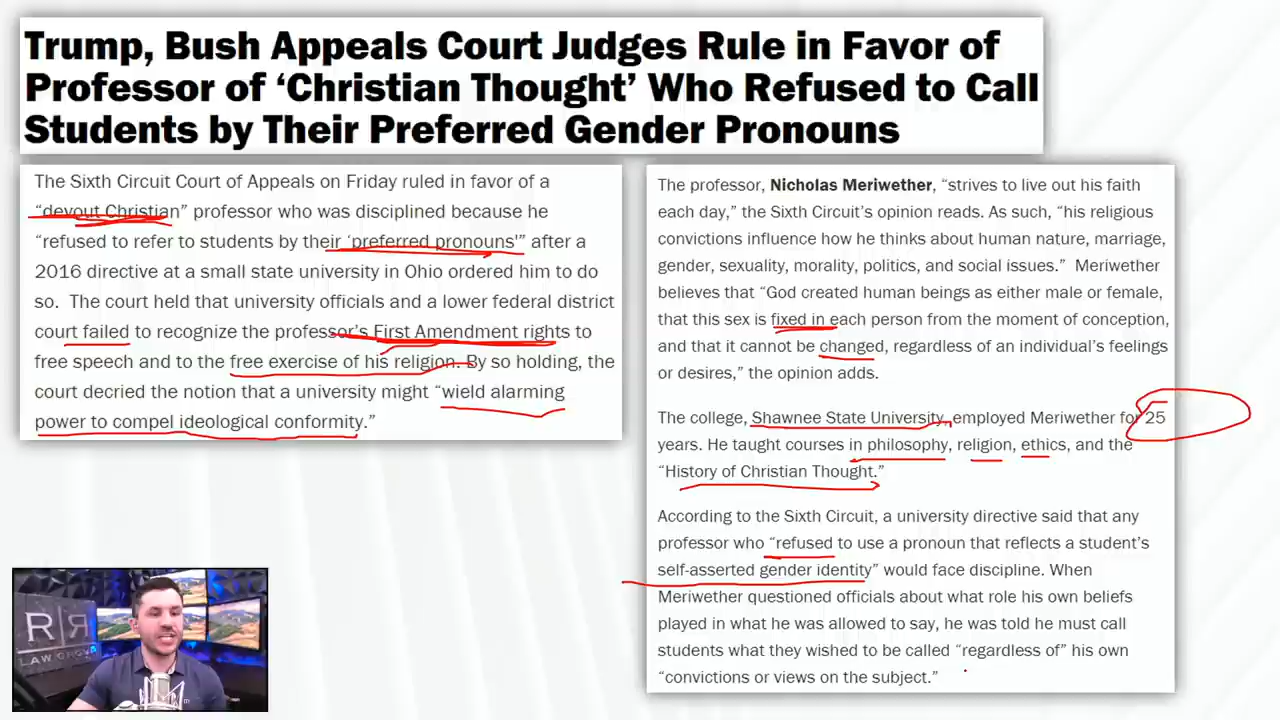 Trump, Bush Appeals Court Judges Rule in Favor of
Professor of ‘Christian Thought’ Who Refused to Call
Students by Their Preferred Gender Pronouns
The Sixth Circuit Court of Appeals on Friday ruled in favor of a
“devout Christian” professor who was disciplined because he
“refused to refer to students by their ‘preferred pronouns'” after a
2016 directive at a small state university in Ohio ordered him to do
so.  The court held that university officials and a lower federal district
court failed to recognize the professor’s First Amendment rights to
free speech and to the free exercise of his religion. By so holding, the
court decried the notion that a university might “wield alarming
power to compel ideological conformity.”
The professor, Nicholas Meriwether, “strives to live out his faith
each day,” the Sixth Circuit’s opinion reads. As such, “his religious
convictions influence how he thinks about human nature, marriage,
gender, sexuality, morality, politics, and social issues.”  Meriwether
believes that “God created human beings as either male or female,
that this sex is fixed in each person from the moment of conception,
and that it cannot be changed, regardless of an individual’s feelings
or desires,” the opinion adds.
The college, Shawnee State University, employed Meriwether for 25
years. He taught courses in philosophy, religion, ethics, and the
“History of Christian Thought.”
According to the Sixth Circuit, a university directive said that any
professor who “refused to use a pronoun that reflects a student’s
self-asserted gender identity” would face discipline. When
Meriwether questioned officials about what role his own beliefs
played in what he was allowed to say, he was told he must call
students what they wished to be called “regardless of” his own
“convictions or views on the subject.”
R|R
LAW GROUP